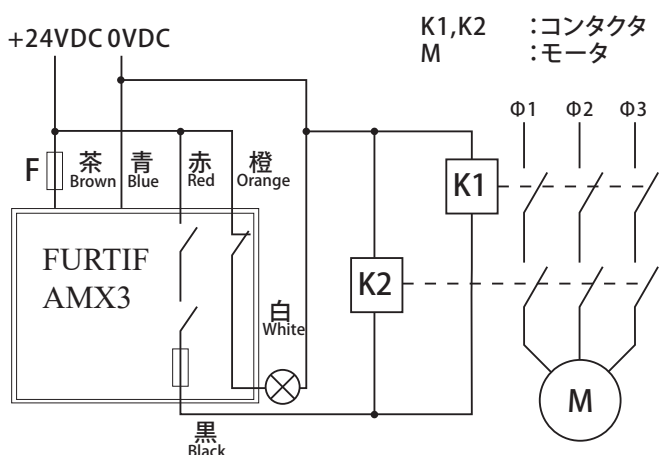 K1,K2 :コンタクタ
M :モータ
+24VDC 0VDC
Φ1 Φ2 Φ3
F
茶 青 赤 橙
Brown Blue Red Orange
K1
FURTIF
AMX3
K2
白
White
M
黒
Black